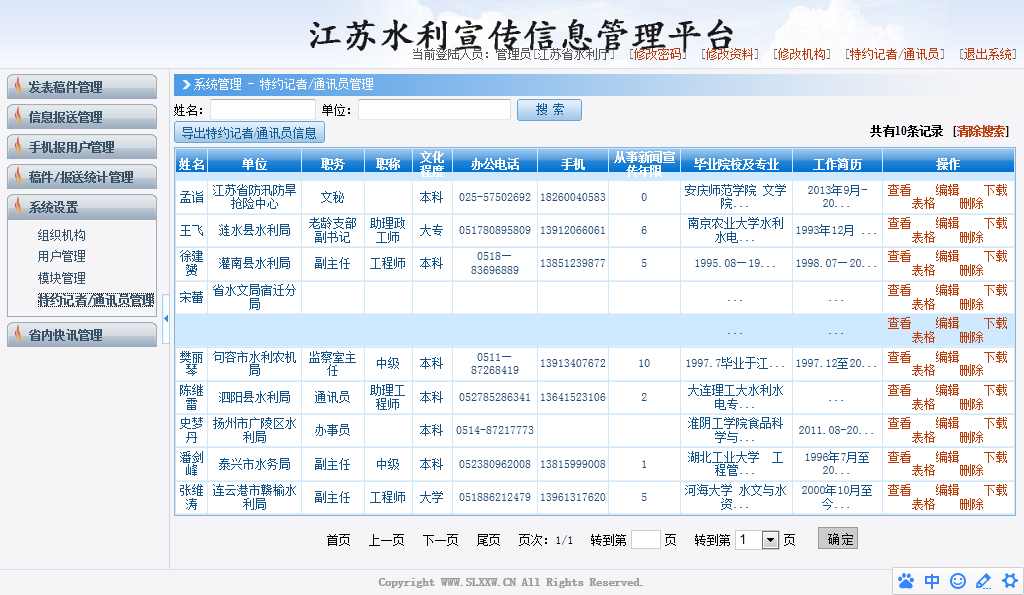 江苏水利宣传信息管理平台
当前登陆人员：管理员[江苏省水利厅] [修改密码] [修改资料] [修改机构] [特约记者/通讯员] [退出系统]
发表稿件管理
信息报送管理
手机报用户管理
稿件/报送统计管理
系统设置
组织机构
用户管理
模块管理
特约记者/通讯员管理
省内快讯管理
系统管理 - 特约记者/通讯员管理
姓名： 单位： 搜 索
导出特约记者/通讯员信息 共有10条记录 [清除搜索]
姓名 单位 职务 职称 文化程度 办公电话 手机 从事新闻宣传年限 毕业院校及专业 工作简历 操作
孟诣 江苏省防汛防旱抢险中心 文秘 本科 025-57502692 18260040583 0 安庆师范学院 文学院... 2013年9月-20... 查看 编辑 下载表格 删除
王飞 涟水县水利局 老龄支部副书记 助理政工师 大专 051780895809 13912066061 6 南京农业大学水利水电... 1993年12月 ... 查看 编辑 下载表格 删除
徐建赟 灌南县水利局 副主任 工程师 本科 0518—83696889 13851239877 5 1995.08—19... 1998.07—20... 查看 编辑 下载表格 删除
宋蕾 省水文局宿迁分局 ... ... 查看 编辑 下载表格 删除
... ... 查看 编辑 下载表格 删除
樊丽琴 句容市水利农机局 监察室主任 中级 本科 0511—87268419 13913407672 10 1997.7毕业于江... 1997.12至20... 查看 编辑 下载表格 删除
陈维雷 泗阳县水利局 通讯员 助理工程师 本科 052785286341 13641523106 2 大连理工大水利水电专... ... 查看 编辑 下载表格 删除
史梦丹 扬州市广陵区水利局 办事员 本科 0514-87217773 淮阴工学院食品科学与... 2011.08-20... 查看 编辑 下载表格 删除
潘剑峰 泰兴市水务局 副主任 中级 本科 052380962008 13815999008 1 湖北工业大学 工程管... 1996年7月至20... 查看 编辑 下载表格 删除
张维涛 连云港市赣榆水利局 副主任 工程师 大学 051886212479 13961317620 5 河海大学 水文与水资... 2000年10月至今... 查看 编辑 下载表格 删除
首页 上一页 下一页 尾页 页次：1/1 转到第 页 转到第 1 页 确定
Copyright WWW.SLXXW.CN All Rights Reserved.
中